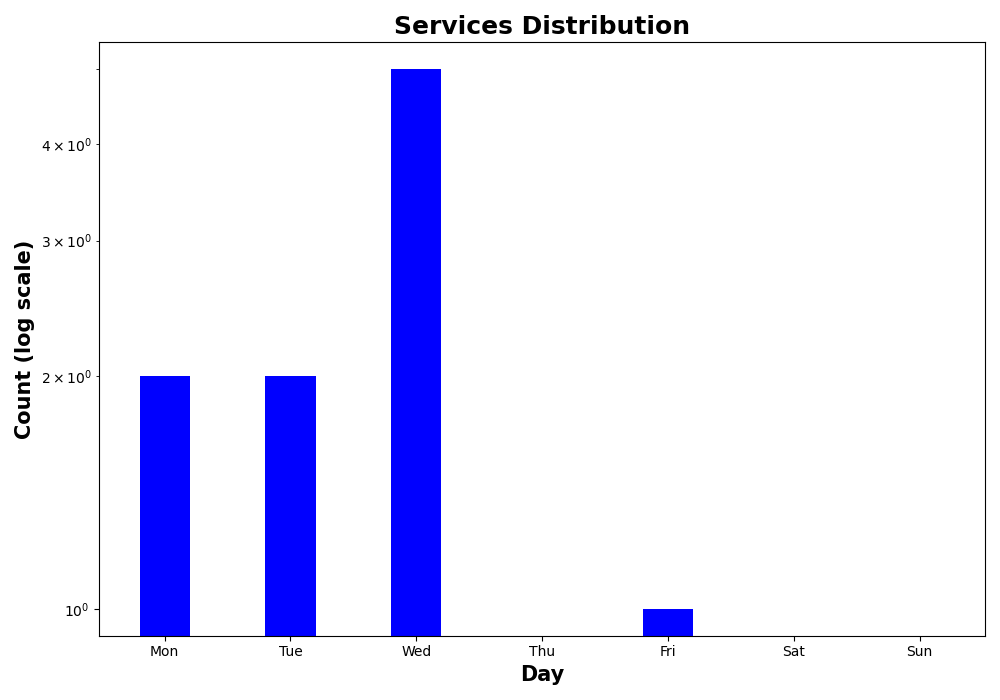 Services Distribution
Count (log scale)
4 × 10⁰
3 × 10⁰
2 × 10⁰
10⁰
Mon Tue Wed Thu Fri Sat Sun
Day